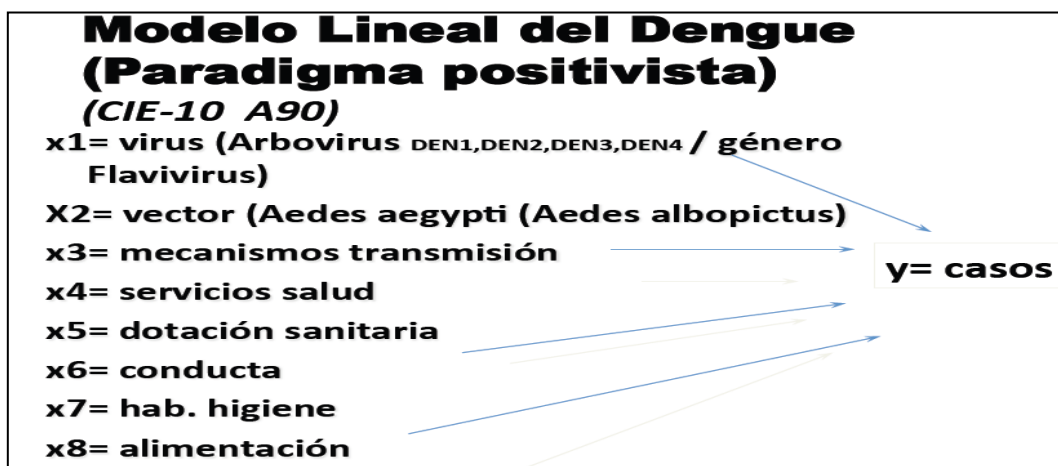 Modelo Lineal del Dengue
(Paradigma positivista)
(CIE-10 A90)
x1= virus (Arbovirus DEN1,DEN2,DEN3,DEN4 / género
Flavivirus)
X2= vector (Aedes aegypti (Aedes albopictus)
x3= mecanismos transmisión
y= casos
x4= servicios salud
x5= dotación sanitaria
x6= conducta
x7= hab. higiene
x8= alimentación